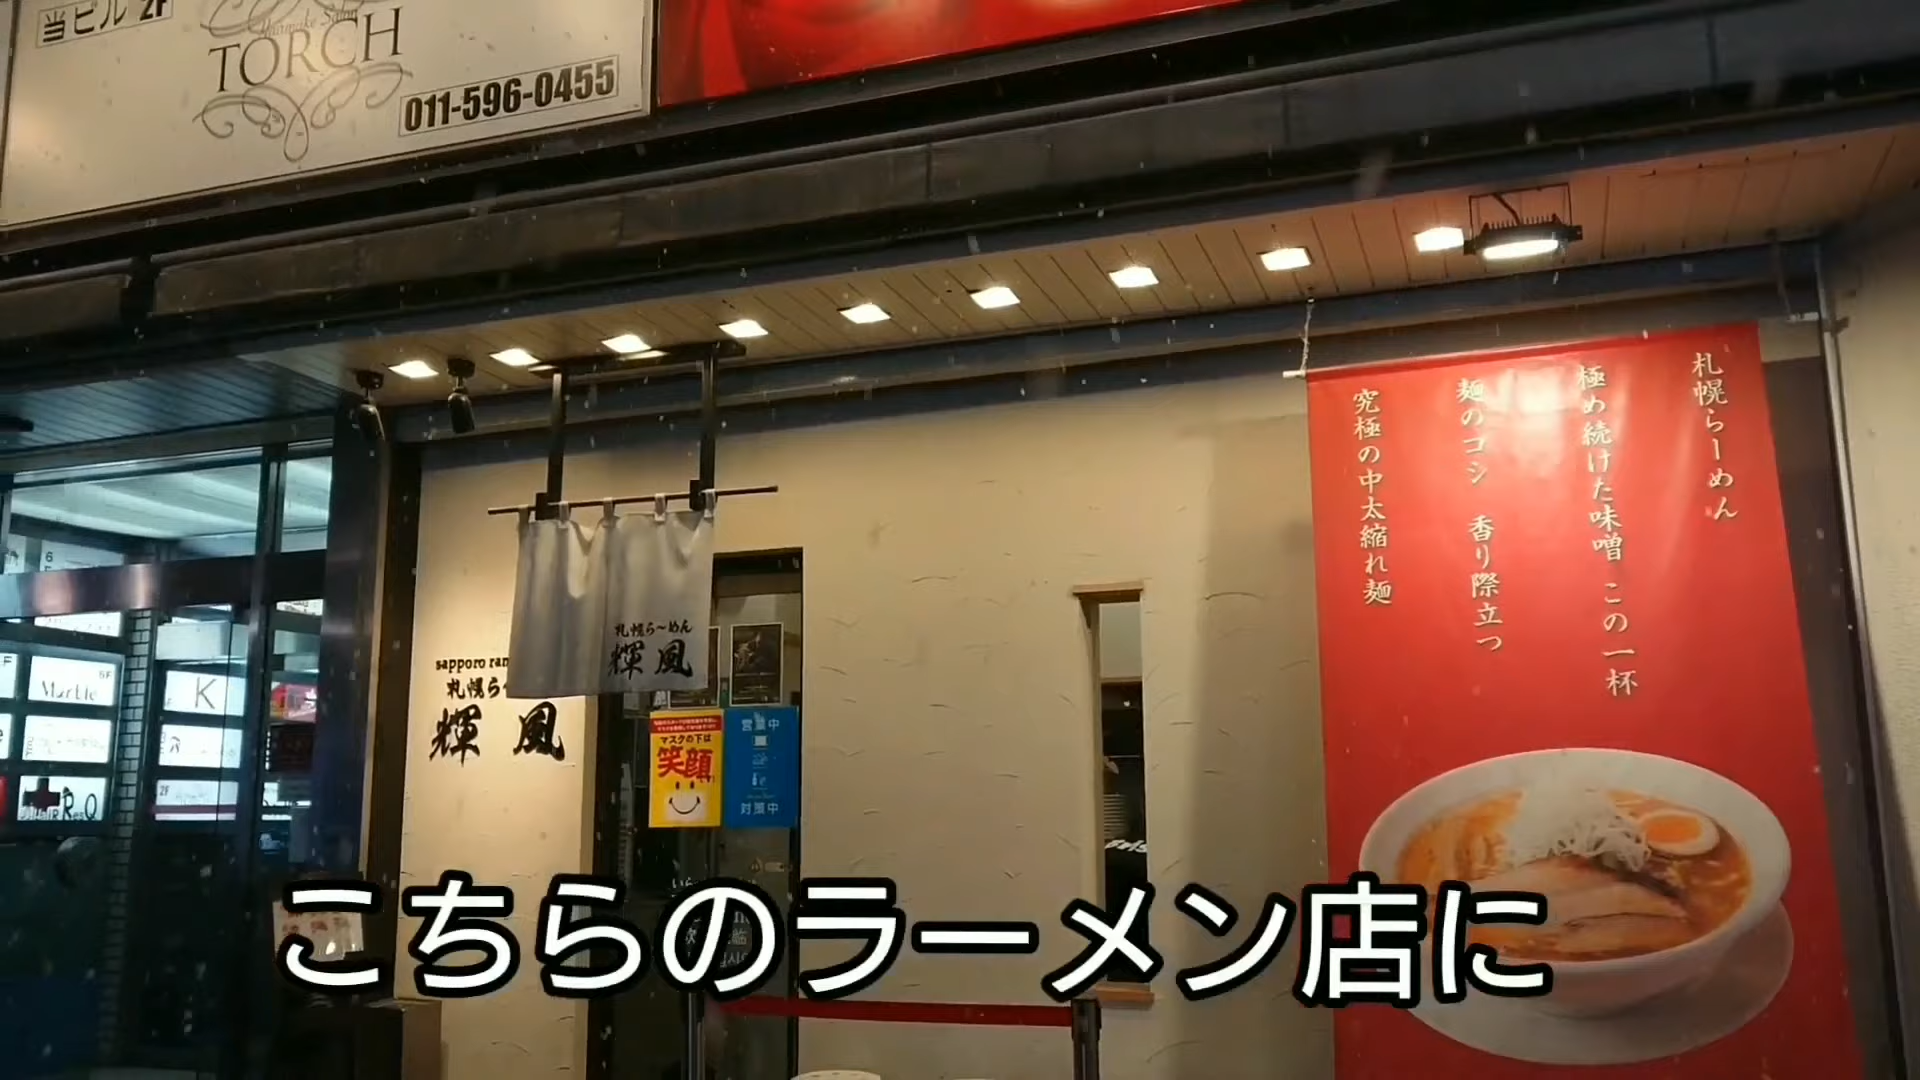 当ビル 2F
TORCH
011-596-0455
札幌らーめん
極め続けた味噌 この一杯
麺のコシ 香り際立つ
究極の中太縮れ麺
札幌ら〜めん
輝風
sapporo ram
札幌ら
輝風
マスクの下は
笑顔
営業中
対策中
5F
Marble
K
2F
こちらのラーメン店に